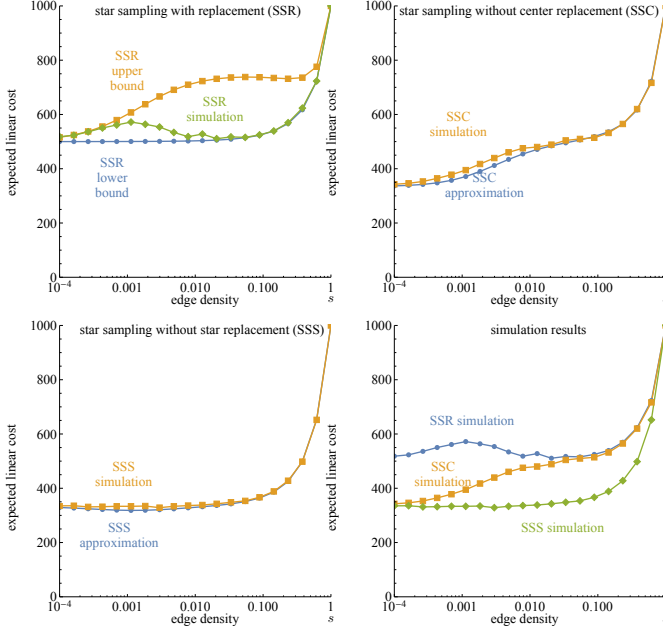 star sampling with replacement (SSR)
1000
800
600
400
200
0
expected linear cost
SSR
upper
bound
SSR
simulation
SSR
lower
bound
10⁻⁴
0.001
0.010
0.100
1
edge density
s
star sampling without center replacement (SSC)
1000
800
600
400
200
0
expected linear cost
SSC
simulation
SSC
approximation
10⁻⁴
0.001
0.010
0.100
edge density
star sampling without star replacement (SSS)
1000
800
600
400
200
0
expected linear cost
SSS
simulation
SSS
approximation
10⁻⁴
0.001
0.010
0.100
1
edge density
s
simulation results
1000
800
600
400
200
0
expected linear cost
SSR simulation
SSC
simulation
SSS simulation
10⁻⁴
0.001
0.010
0.100
edge density